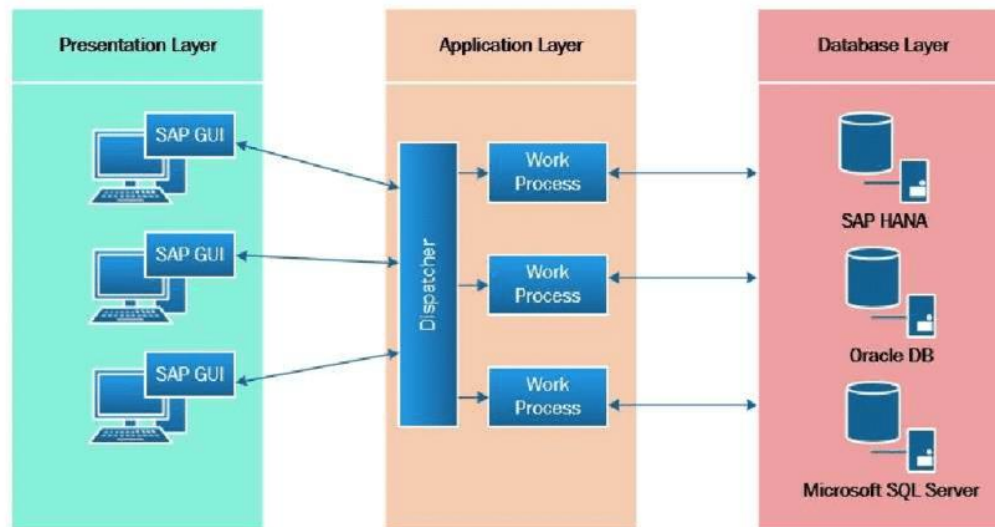 Presentation Layer
Application Layer
Database Layer
SAP GUI
SAP GUI
SAP GUI
Dispatcher
Work
Process
Work
Process
Work
Process
SAP HANA
Oracle DB
Microsoft SQL Server